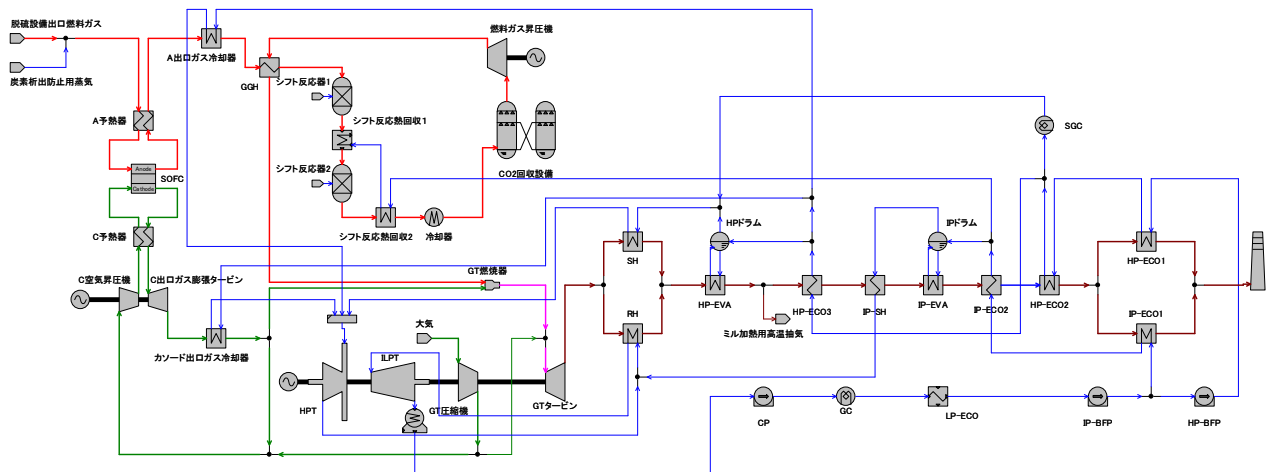 脱硫設備出口燃料ガス
炭素析出防止用蒸気
A出口ガス冷却器
GGH
燃料ガス昇圧機
シフト反応器1
シフト反応熱回収1
シフト反応器2
シフト反応熱回収2
冷却器
CO2回収設備
A予熱器
Anode
Cathode
SOFC
C予熱器
C空気昇圧機
C出口ガス膨張タービン
カソード出口ガス冷却器
GT燃焼器
大気
HPT
ILPT
GT圧縮機
GTタービン
SH
RH
HPドラム
HP-EVA
ミル加熱用高温抽気
HP-ECO3
IP-SH
IPドラム
IP-EVA
IP-ECO2
HP-ECO2
SGC
HP-ECO1
IP-ECO1
CP
GC
LP-ECO
IP-BFP
HP-BFP